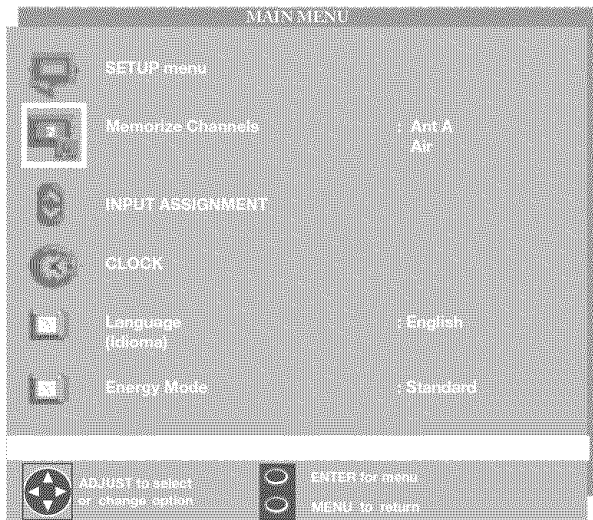 MAIN MENU
SETUP menu
Memorize Channels : Ant A
Air
INPUT ASSIGNMENT
CLOCK
Language : English
(Idioma)
Energy Mode : Standard
ADJUST to select
or change option
ENTER for menu
MENU to return